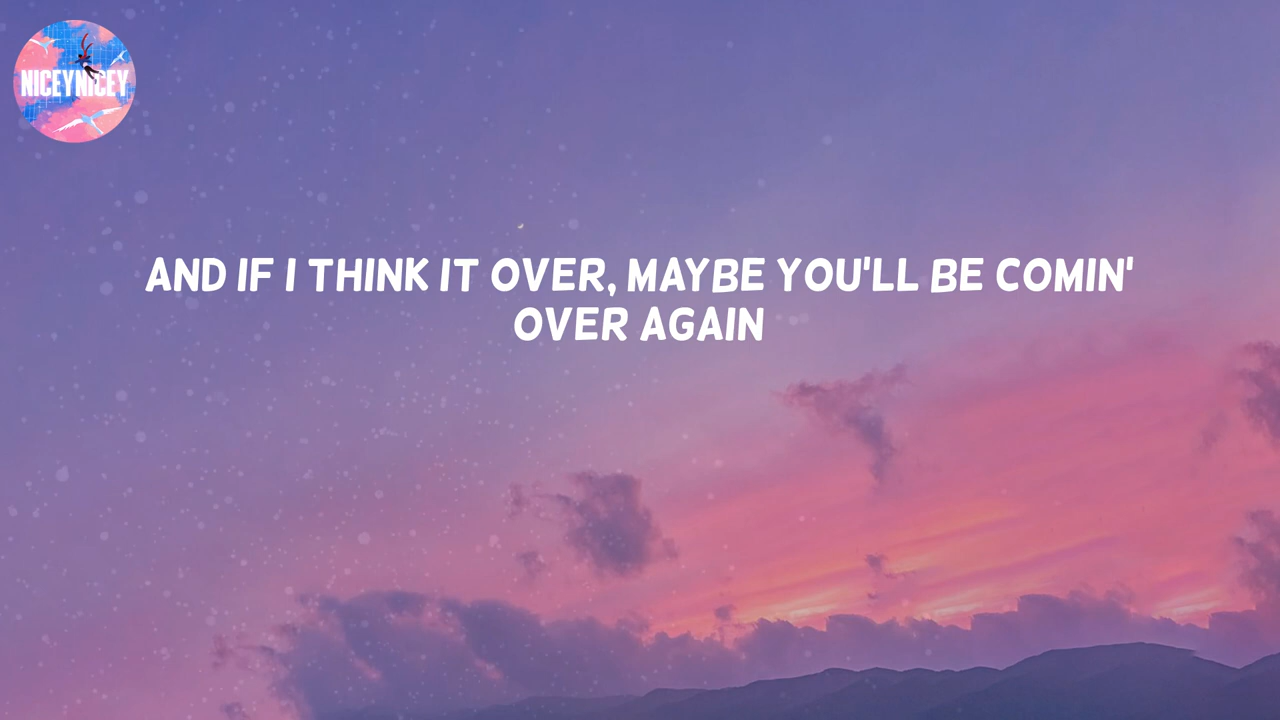 NICEYNICEY
AND IF I THINK IT OVER, MAYBE YOU'LL BE COMIN'
OVER AGAIN